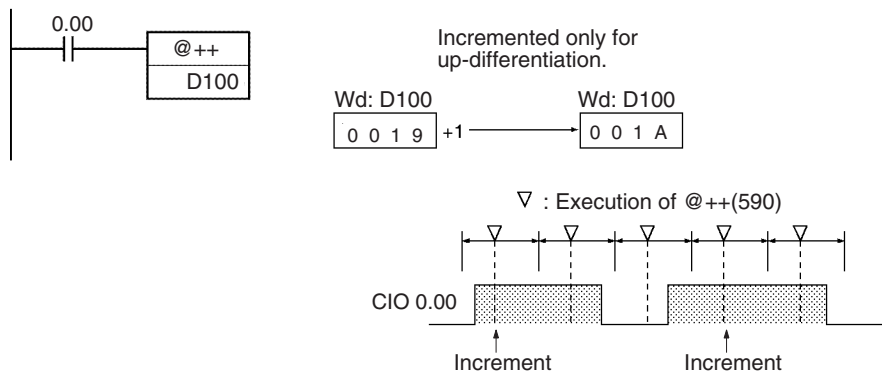 0.00
@++
D100
Incremented only for
up-differentiation.
Wd: D100
0 0 1 9
+1
Wd: D100
0 0 1 A
▽ : Execution of @++(590)
CIO 0.00
Increment
Increment